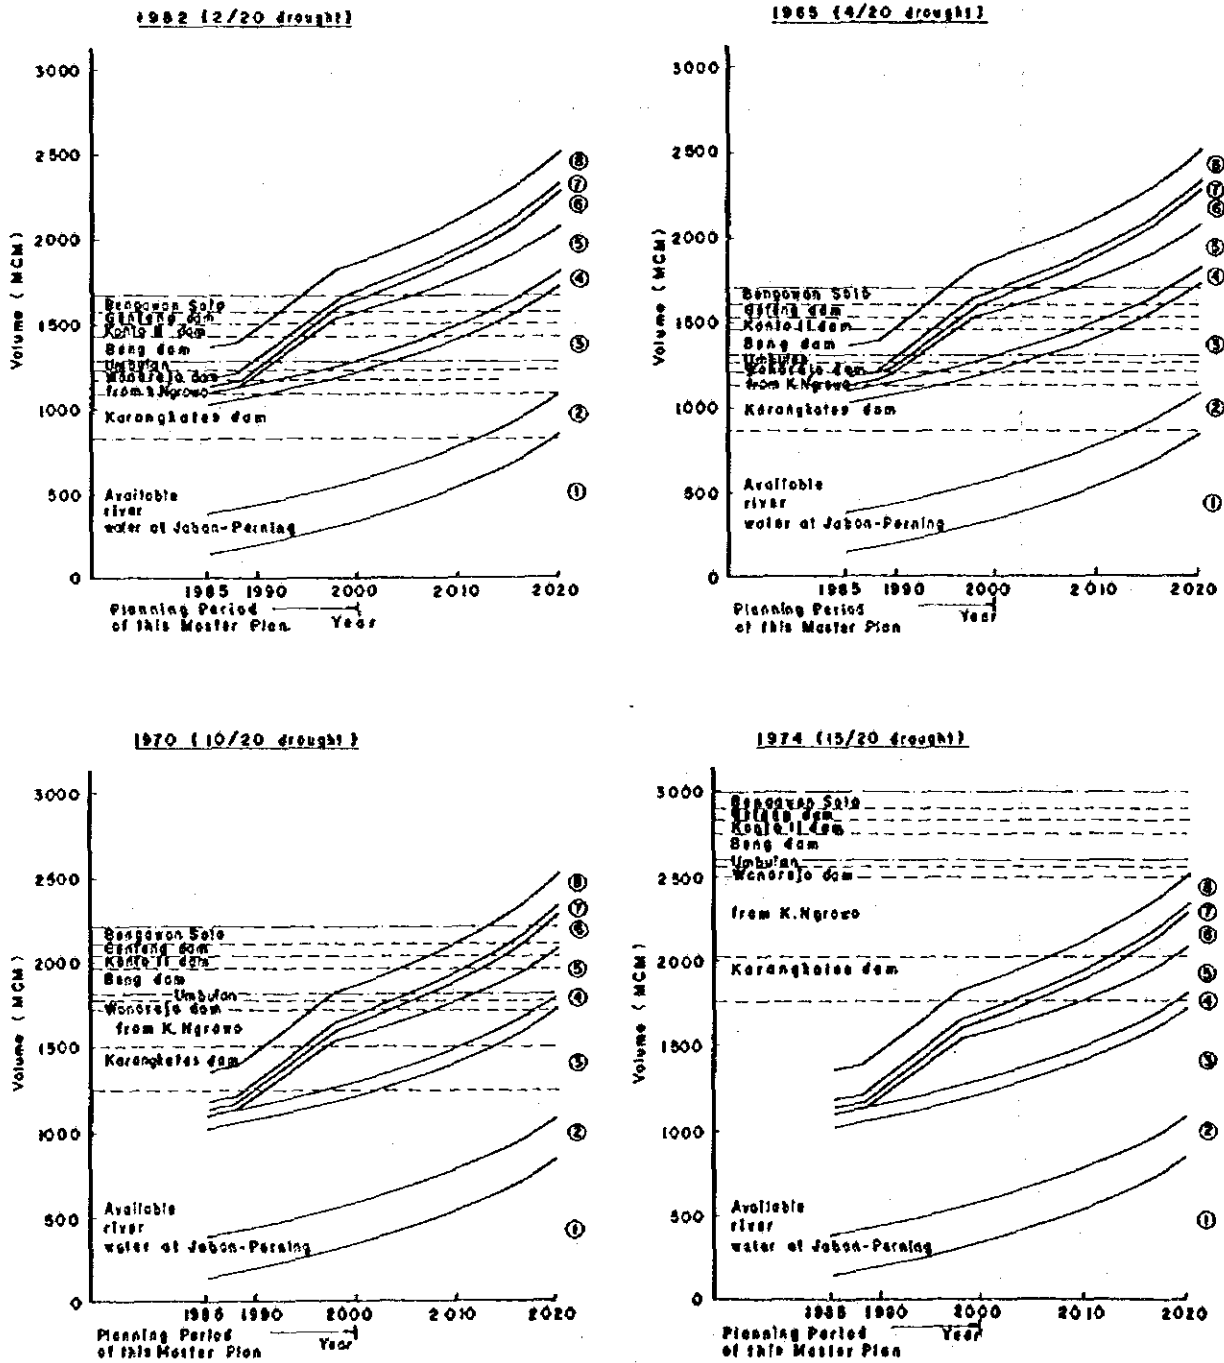 1982 (2/20 drought)
3000
2500
2000
1500
1000
500
0
Volume (MCM)
Bengawan Solo
Genteng dam
Konto II dam
Beng dam
Umbulan
Wonorejo dam
from K.Ngrowo
Karangkates dam
Available
river
water at Jabon-Perning
⑧
⑦
⑥
⑤
④
③
②
①
1985 1990 2000 2010 2020
Planning Period
of this Master Plan
Year
1965 (4/20 drought)
3000
2500
2000
1500
1000
500
0
Volume (MCM)
Bengawan Solo
dam
Konto II dam
Beng dam
Umbulan
Wonorejo dam
from K.Ngrowo
Karangkates dam
Available
river
water at Jabon-Perning
⑧
⑦
⑥
⑤
④
③
②
①
1985 1990 2000 2010 2020
Planning Period
of this Master Plan
Year
1970 (10/20 drought)
3000
2500
2000
1500
1000
500
0
Volume (MCM)
Bengawan Solo
Genteng dam
Konto II dam
Beng dam
Umbulan
Wonorejo dam
from K.Ngrowo
Karangkates dam
Available
river
water at Jabon-Perning
⑧
⑦
⑥
⑤
④
③
②
①
1985 1990 2000 2010 2020
Planning Period
of this Master Plan
Year
1974 (15/20 drought)
3000
2500
2000
1500
1000
500
0
Volume (MCM)
Bengawan Solo
dam
Konto II dam
Beng dam
Umbulan
Wonorejo dam
from K.Ngrowo
Karangkates dam
Available
river
water at Jabon-Perning
⑧
⑦
⑥
⑤
④
③
②
①
1985 1990 2000 2010 2020
Planning Period
of this Master Plan
Year